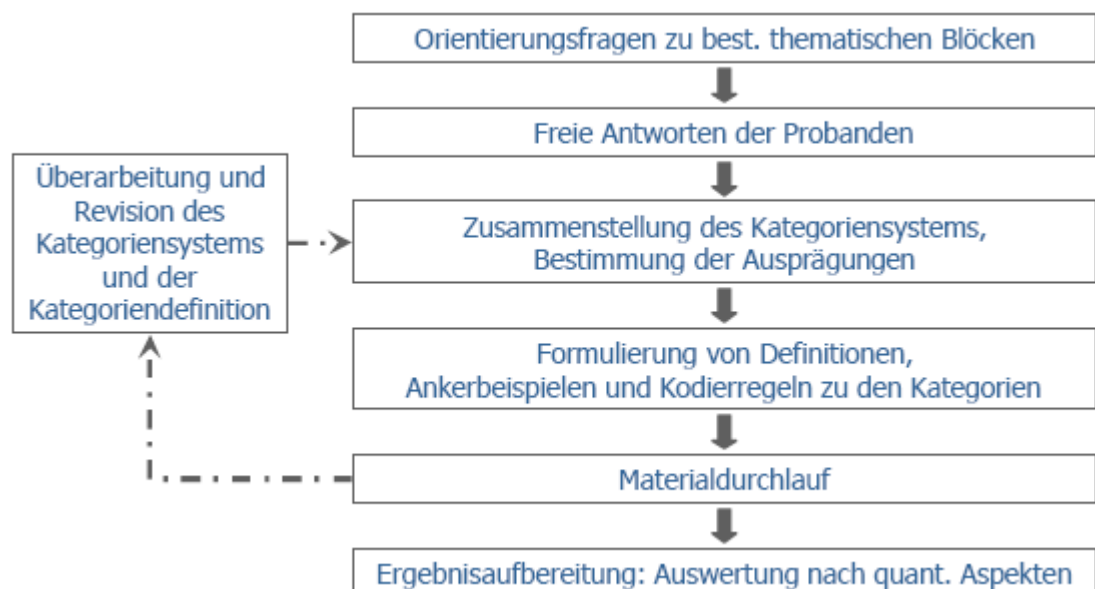 Orientierungsfragen zu best. thematischen Blöcken
Freie Antworten der Probanden
Überarbeitung und
Revision des
Kategoriensystems
und der
Kategoriendefinition
Zusammenstellung des Kategoriensystems,
Bestimmung der Ausprägungen
Formulierung von Definitionen,
Ankerbeispielen und Kodierregeln zu den Kategorien
Materialdurchlauf
Ergebnisaufbereitung: Auswertung nach quant. Aspekten